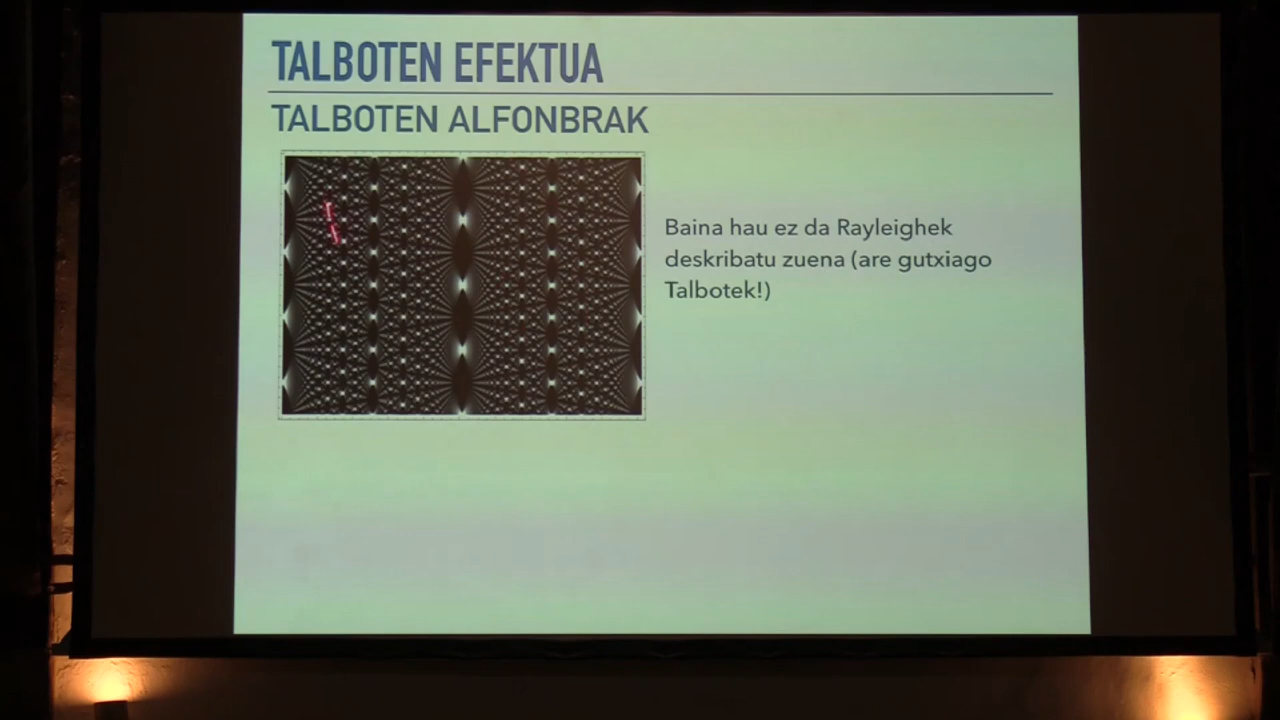 TALBOTEN EFEKTUA
TALBOTEN ALFONBRAK
Baina hau ez da Rayleighek
deskribatu zuena (are gutxiago
Talbotek!)